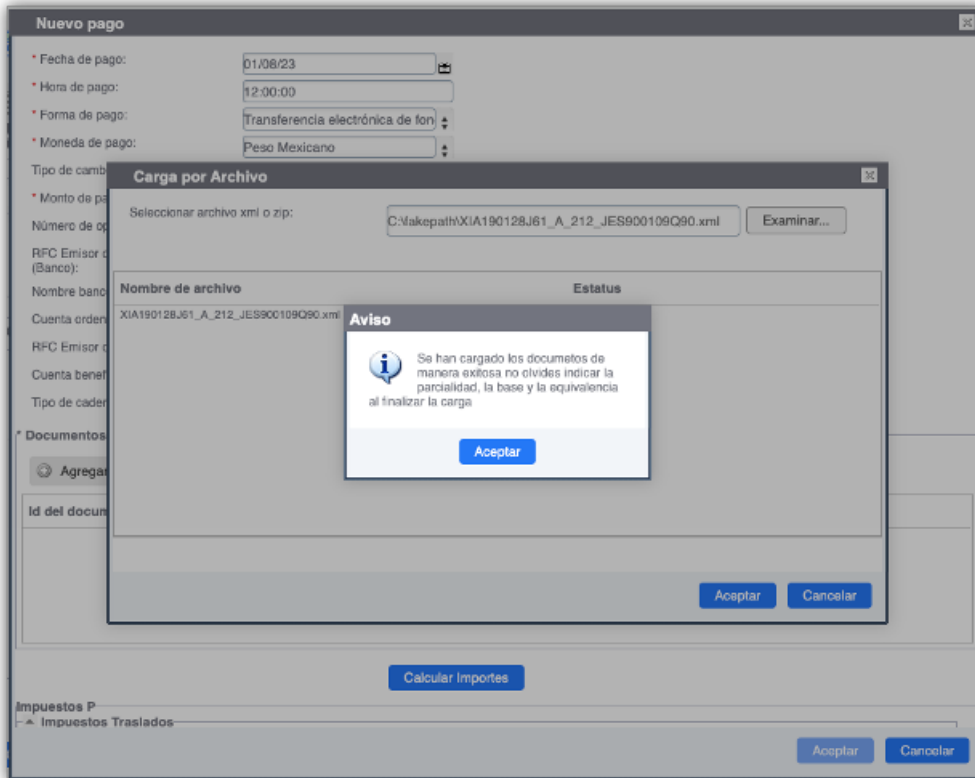 Nuevo pago
* Fecha de pago:
01/08/23
* Hora de pago:
12:00:00
* Forma de pago:
Transferencia electrónica de fon
* Moneda de pago:
Peso Mexicano
Tipo de camb
* Monto de pa
Número de op
RFC Emisor
(Banco):
Nombre banc
Cuenta orden
RFC Emisor
Cuenta benef
Tipo de cader
* Documentos
Agregar
Id del docum
Carga por Archivo
Seleccionar archivo xml o zip:
C:\fakepath\XIA190128J61_A_212_JES900109Q90.xml
Examinar...
Nombre de archivo
Estatus
XIA190128J61_A_212_JES900109Q90.xml
Aviso
Se han cargado los documetos de
manera exitosa no olvides indicar la
parcialidad, la base y la equivalencia
al finalizar la carga
Aceptar
Aceptar
Cancelar
Calcular Importes
Impuestos P
Impuestos Traslados
Aceptar
Cancelar